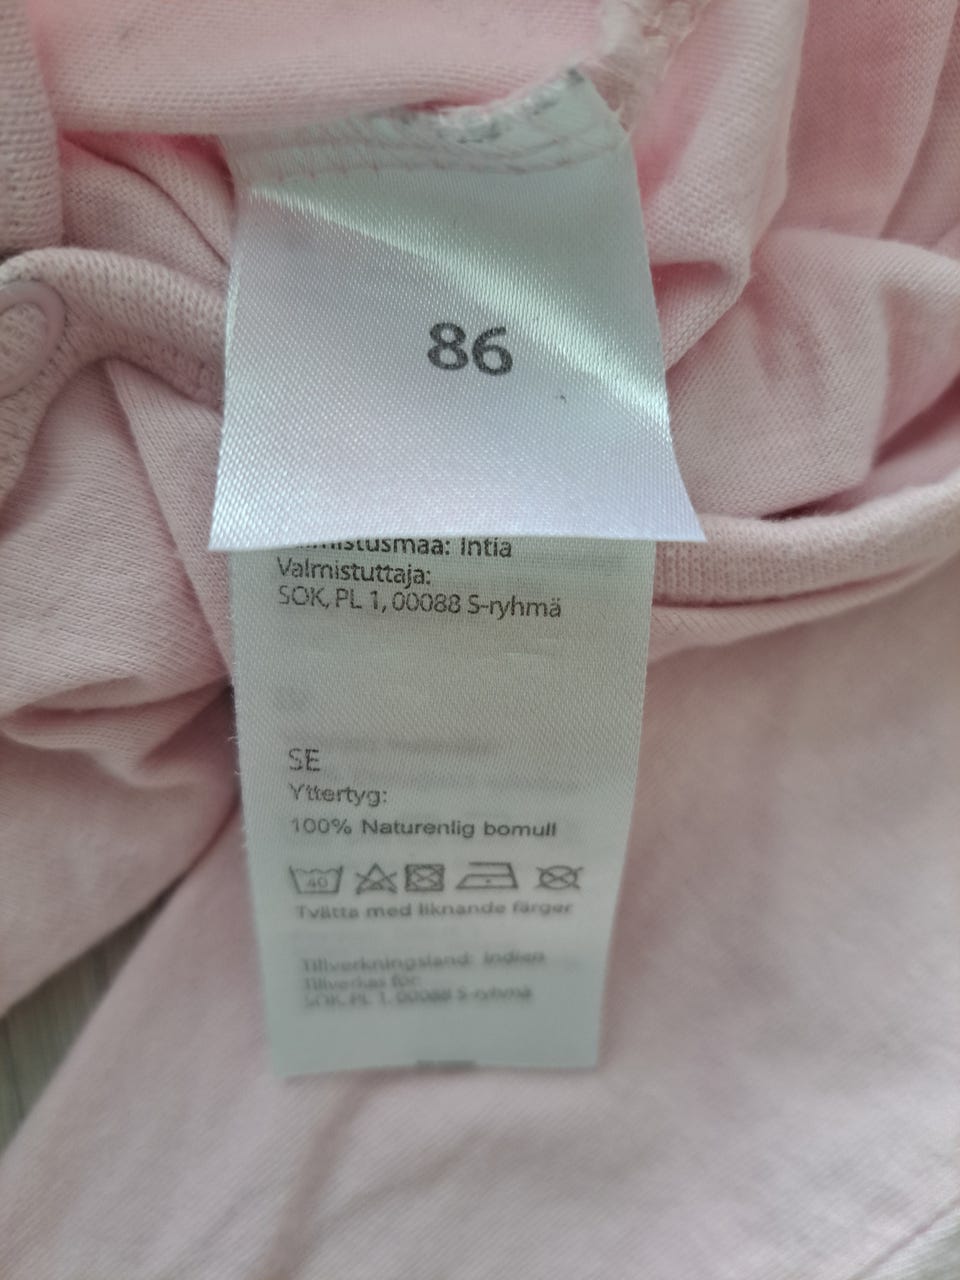 86
Valmistusmaa: Intia
Valmistuttaja:
SOK, PL 1, 00088 S-ryhmä
SE
Yttertyg:
100% Naturenlig bomull
40
Tvätta med liknande färger
Tillverkningsland: Indien
Tillverkas för:
SOK, PL 1, 00088 S-ryhmä